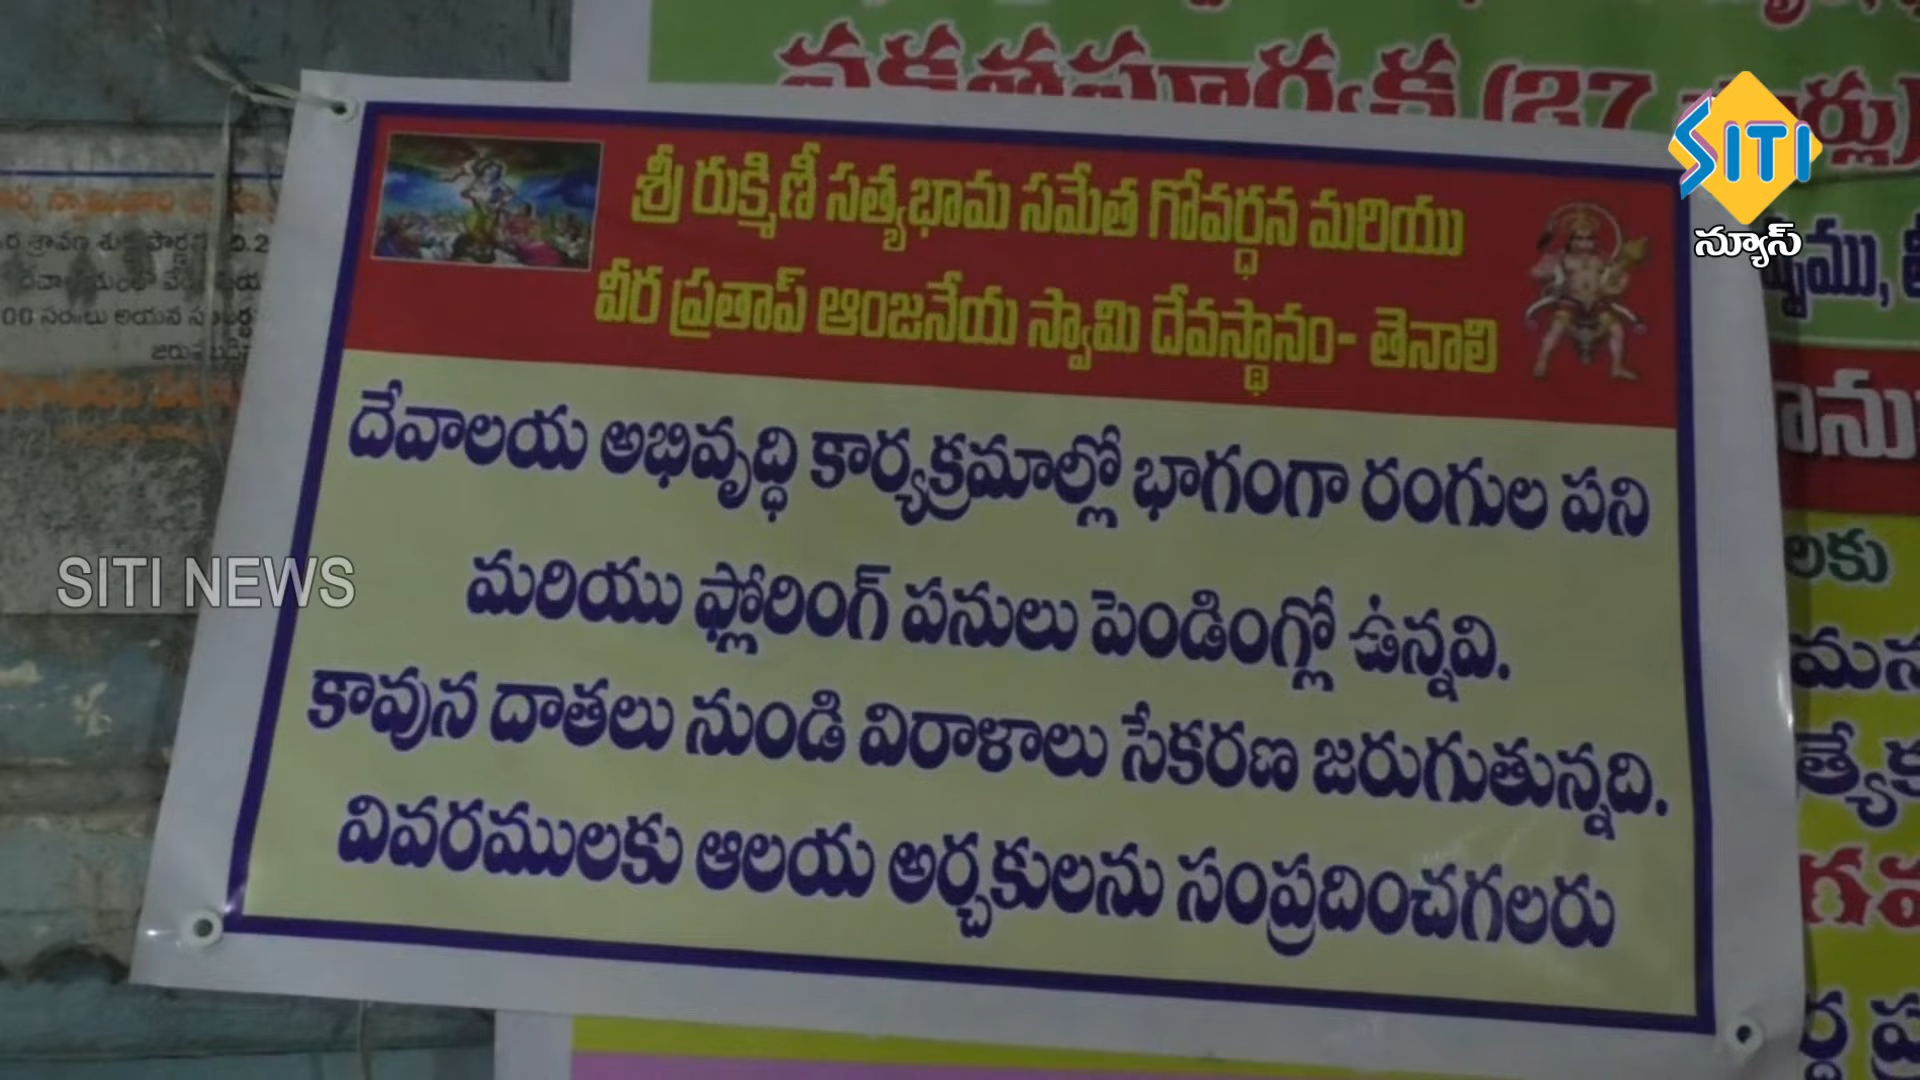 శ్రీ రుక్మిణీ సత్యభామ సమేత గోవర్ధన మరియు
వీర ప్రతాప్ ఆంజనేయ స్వామి దేవస్థానం- తెనాలి
దేవాలయ అభివృద్ధి కార్యక్రమాల్లో భాగంగా రంగుల పని
మరియు ఫ్లోరింగ్ పనులు పెండింగ్లో ఉన్నవి.
కావున దాతలు నుండి విరాళాలు సేకరణ జరుగుతున్నది.
వివరములకు ఆలయ అర్చకులను సంప్రదించగలరు
SITI
న్యూస్
SITI NEWS